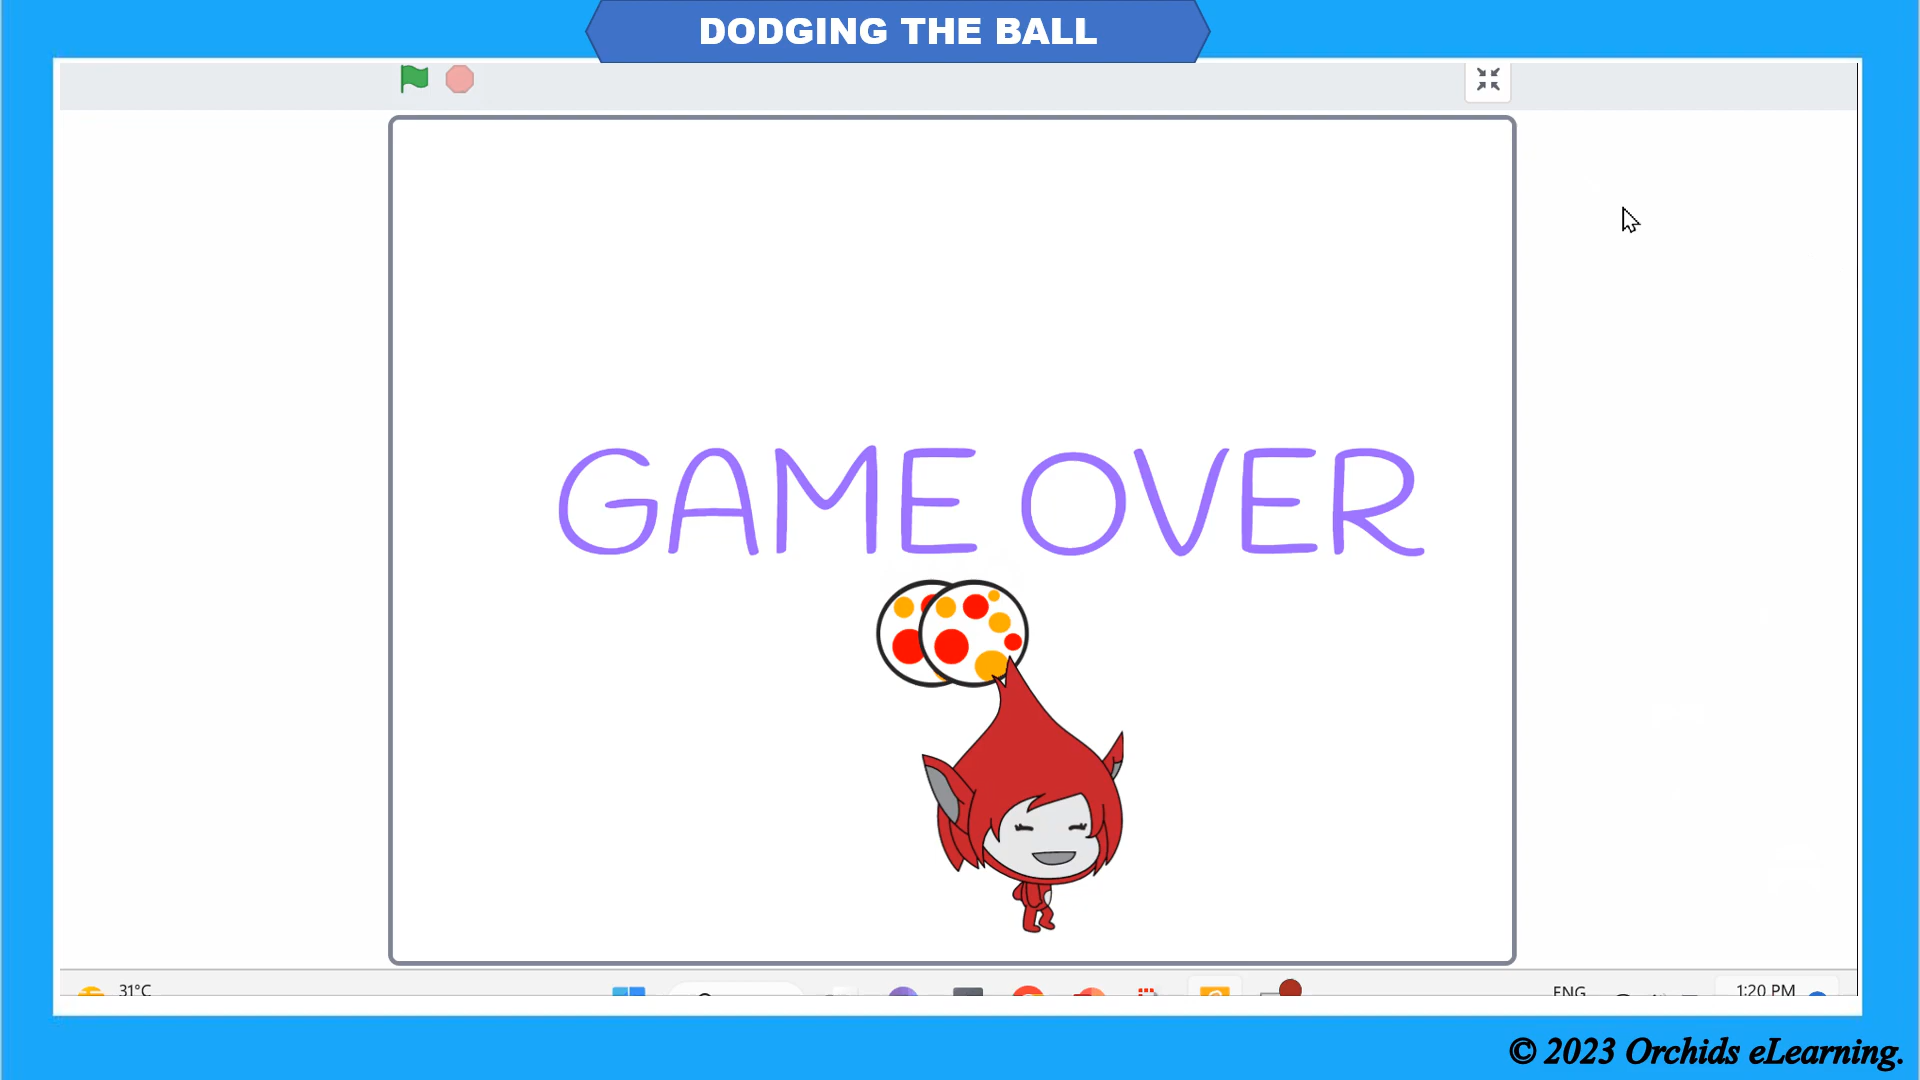 DODGING THE BALL
GAME OVER
31°C
ENG
1:20 PM
© 2023 Orchids eLearning.